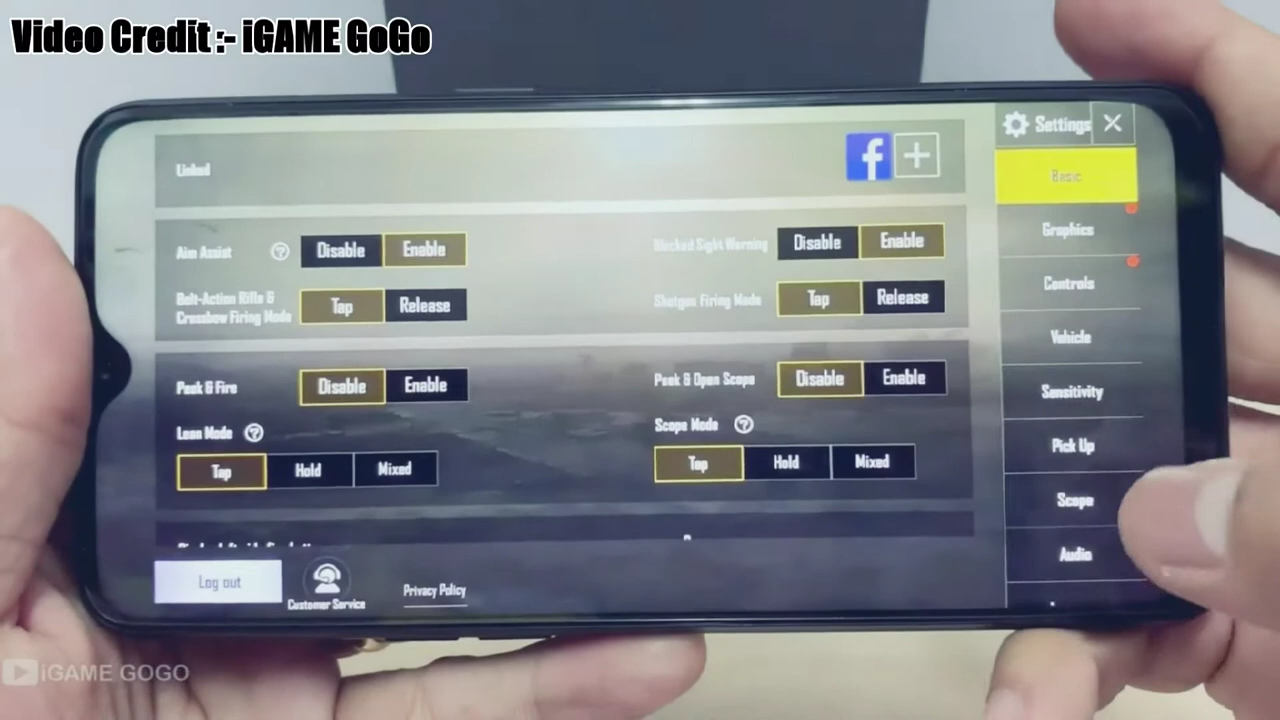 Video Credit :- iGAME GoGo
Settings
Linked
Basic
Aim Assist
Disable Enable
Blocked Sight Warning
Disable Enable
Graphics
Bolt-Action Rifle &
Crossbow Firing Mode
Tap Release
Shotgun Firing Mode
Tap Release
Controls
Vehicle
Peek & Fire
Disable Enable
Peek & Open Scope
Disable Enable
Sensitivity
Lean Mode
Scope Mode
Pick Up
Tap Hold Mixed
Tap Hold Mixed
Scope
Audio
Log out
Customer Service
Privacy Policy
iGAME GOGO